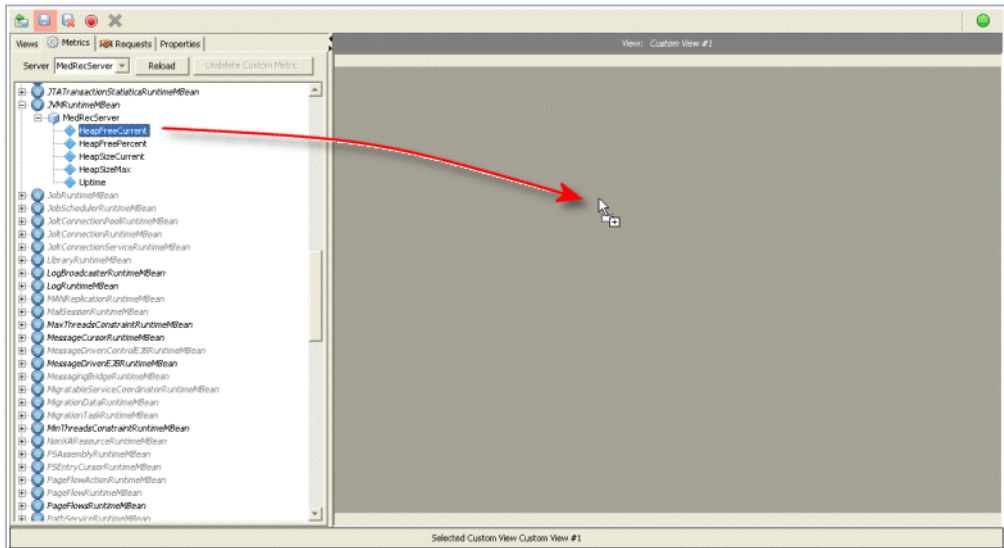 View: Custom View #1
Views Metrics Requests Properties
Server MedRecServer Reload Undelete Custom Metric
JTATransactionStatisticsRuntimeMBean
JVMRuntimeMBean
MedRecServer
HeapFreeCurrent
HeapFreePercent
HeapSizeCurrent
HeapSizeMax
Uptime
JobRuntimeMBean
JobSchedulerRuntimeMBean
JoltConnectionPoolRuntimeMBean
JoltConnectionRuntimeMBean
JoltConnectionServiceRuntimeMBean
LibraryRuntimeMBean
LogBroadcasterRuntimeMBean
LogRuntimeMBean
MANReplicationRuntimeMBean
MailSessionRuntimeMBean
MaxThreadsConstraintRuntimeMBean
MessageCursorRuntimeMBean
MessageDrivenControlEJBRuntimeMBean
MessageDrivenEJBRuntimeMBean
MessagingBridgeRuntimeMBean
MigratableServiceCoordinatorRuntimeMBean
MigrationDataRuntimeMBean
MigrationTaskRuntimeMBean
MinThreadsConstraintRuntimeMBean
NonXAResourceRuntimeMBean
PSAssemblyRuntimeMBean
PSEntryCursorRuntimeMBean
PageFlowActionRuntimeMBean
PageFlowRuntimeMBean
PageFlowsRuntimeMBean
PathServiceRuntimeMBean
Selected Custom View Custom View #1